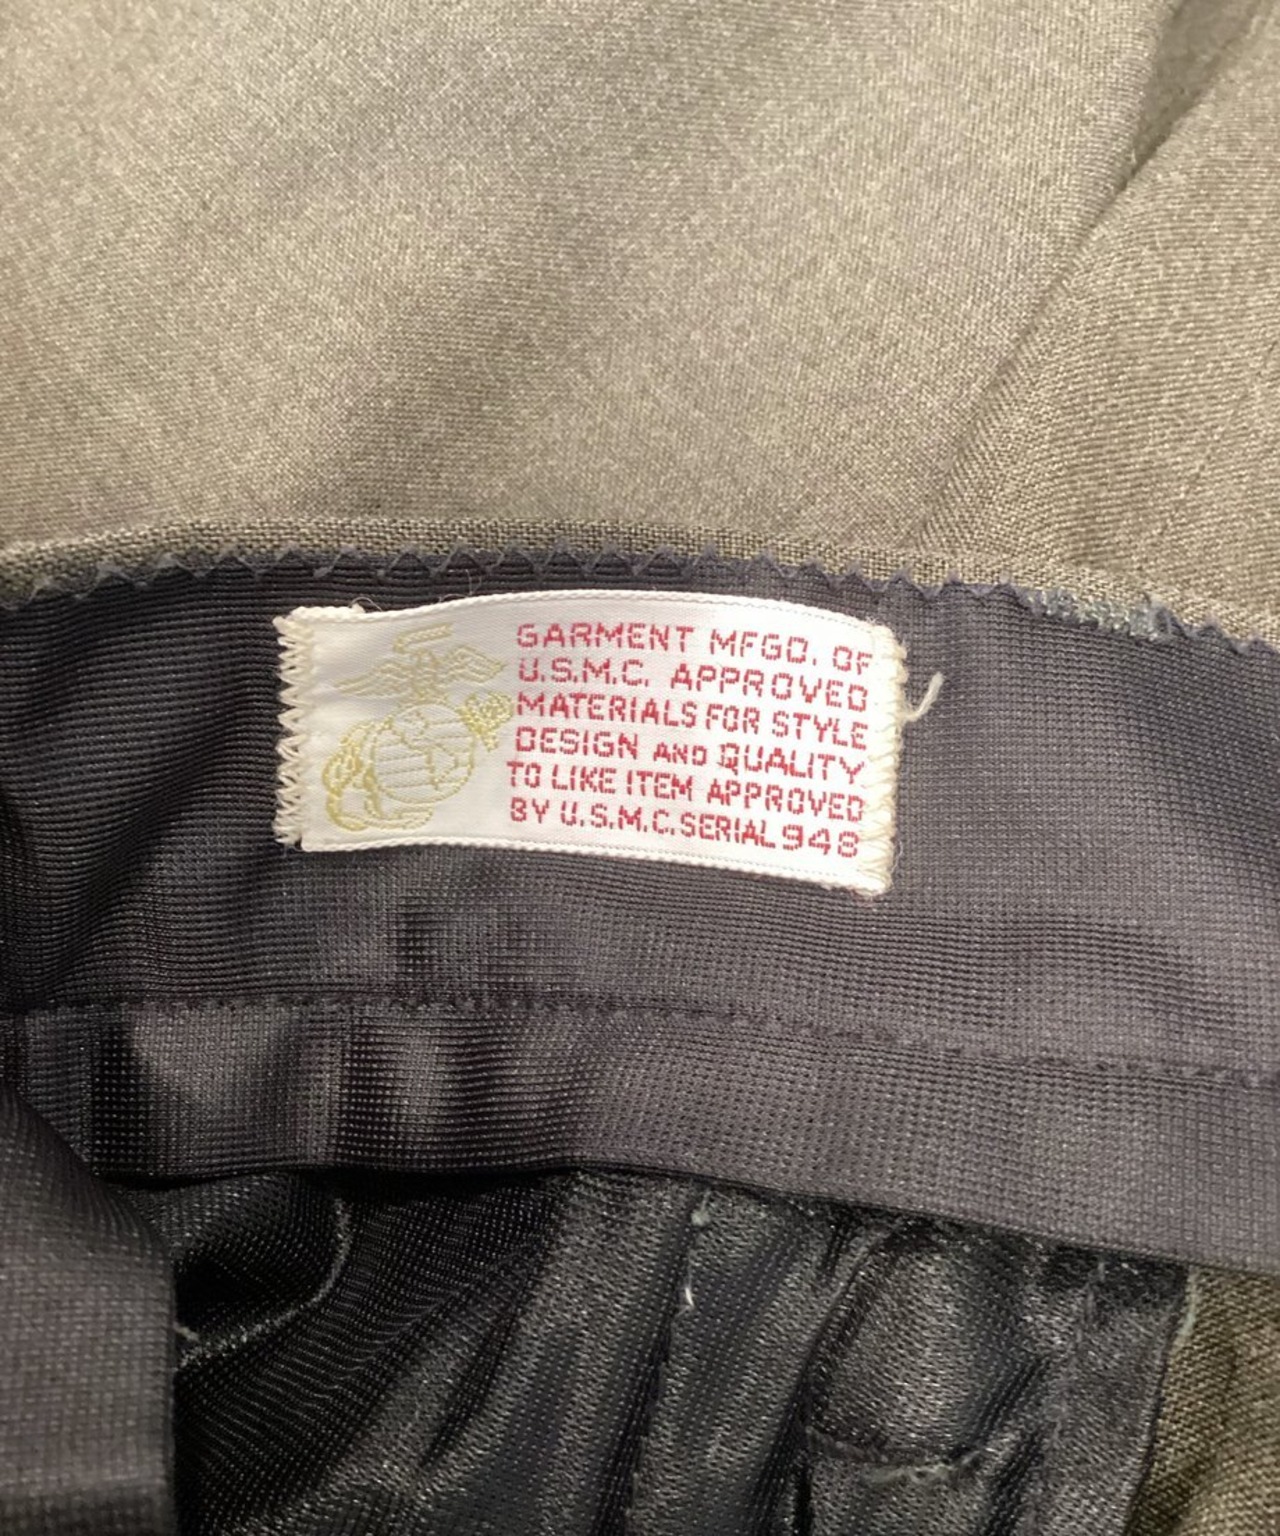 GARMENT MFGD. OF
U.S.M.C. APPROVED
MATERIALS FOR STYLE
DESIGN AND QUALITY
TO LIKE ITEM APPROVED
BY U.S.M.C. SERIAL 948